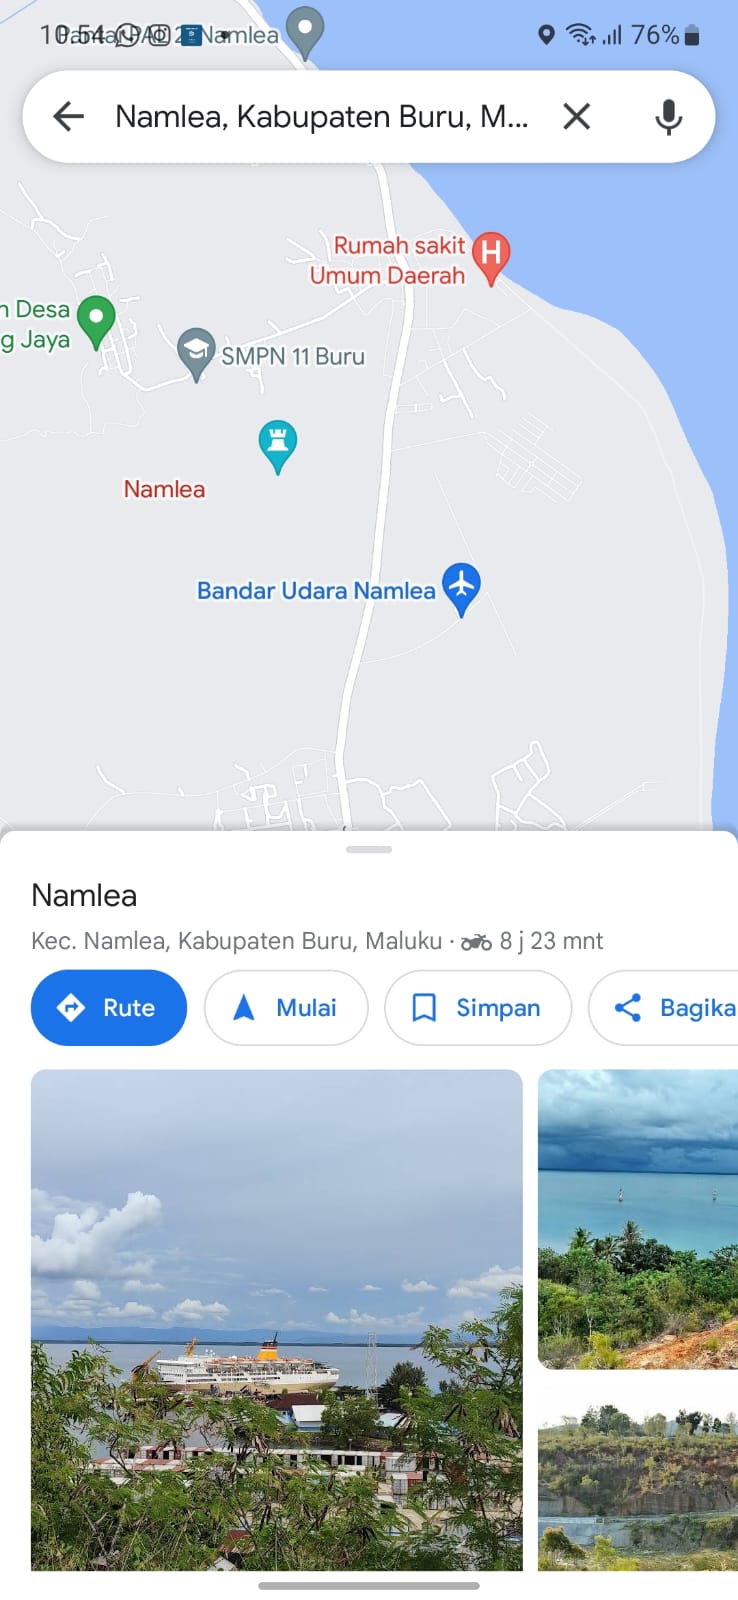 10.54
76%
Namlea
Namlea, Kabupaten Buru, M...
Rumah sakit
Umum Daerah
H
n Desa
g Jaya
SMPN 11 Buru
Namlea
Bandar Udara Namlea
Namlea
Kec. Namlea, Kabupaten Buru, Maluku · 8 j 23 mnt
Rute
Mulai
Simpan
Bagika